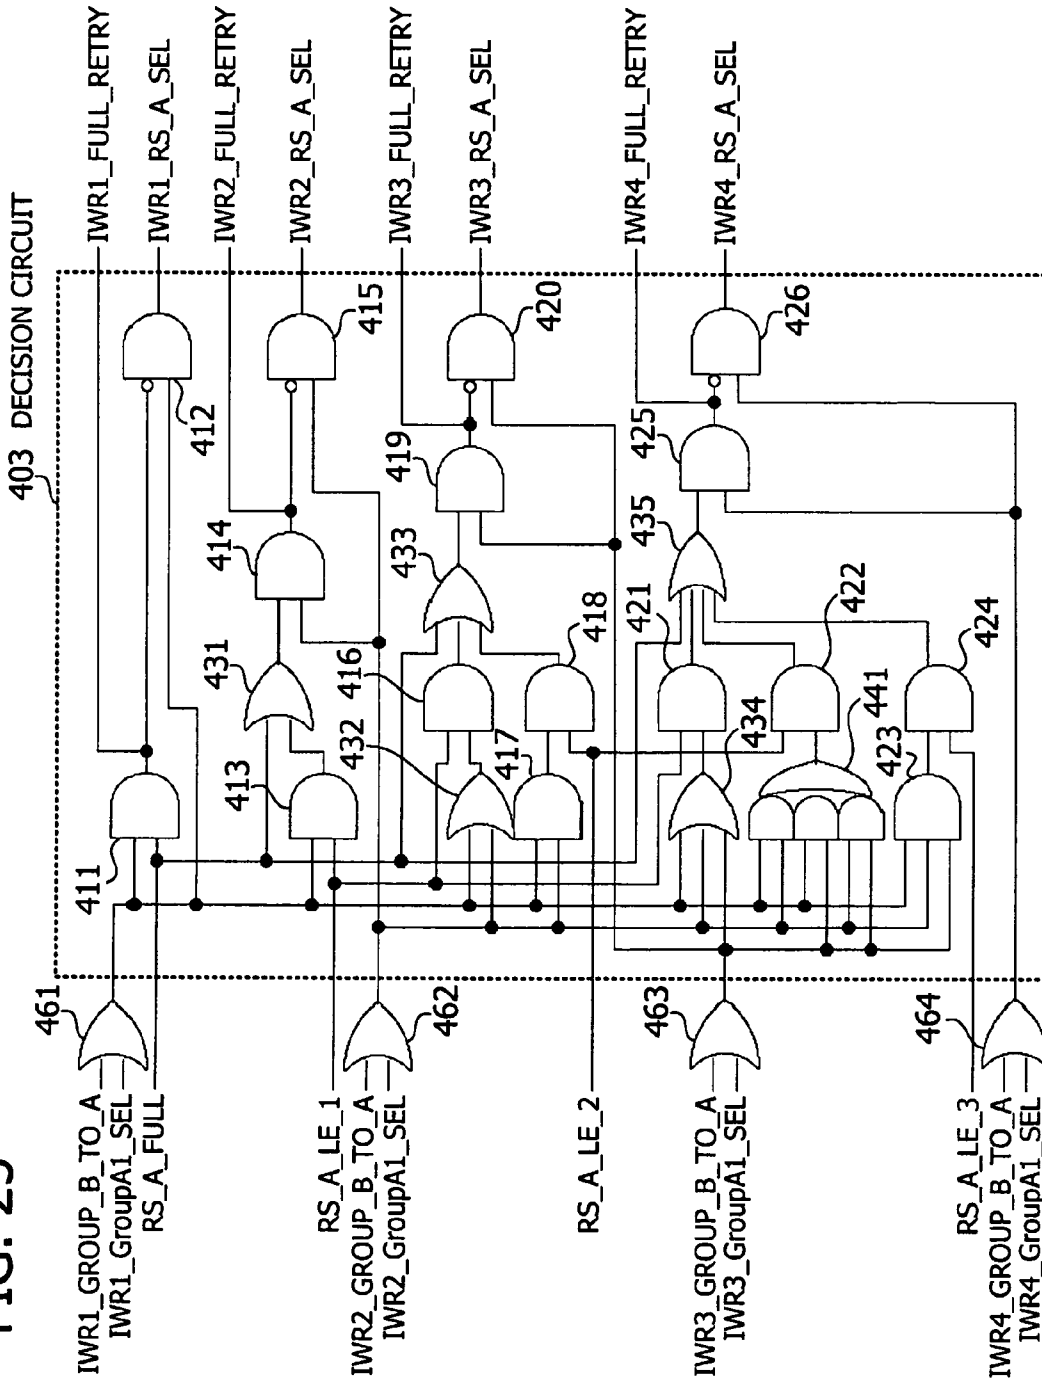 FIG. 25
403 DECISION CIRCUIT
IWR1_GROUP_B_TO_A
IWR1_GroupA1_SEL
RS_A_FULL
RS_A_LE_1
IWR2_GROUP_B_TO_A
IWR2_GroupA1_SEL
RS_A_LE_2
IWR3_GROUP_B_TO_A
IWR3_GroupA1_SEL
RS_A_LE_3
IWR4_GROUP_B_TO_A
IWR4_GroupA1_SEL
461
462
463
464
411
412
413
431
414
415
432
416
417
433
418
419
420
434
421
441
422
423
424
435
425
426
IWR1_FULL_RETRY
IWR1_RS_A_SEL
IWR2_FULL_RETRY
IWR2_RS_A_SEL
IWR3_FULL_RETRY
IWR3_RS_A_SEL
IWR4_FULL_RETRY
IWR4_RS_A_SEL